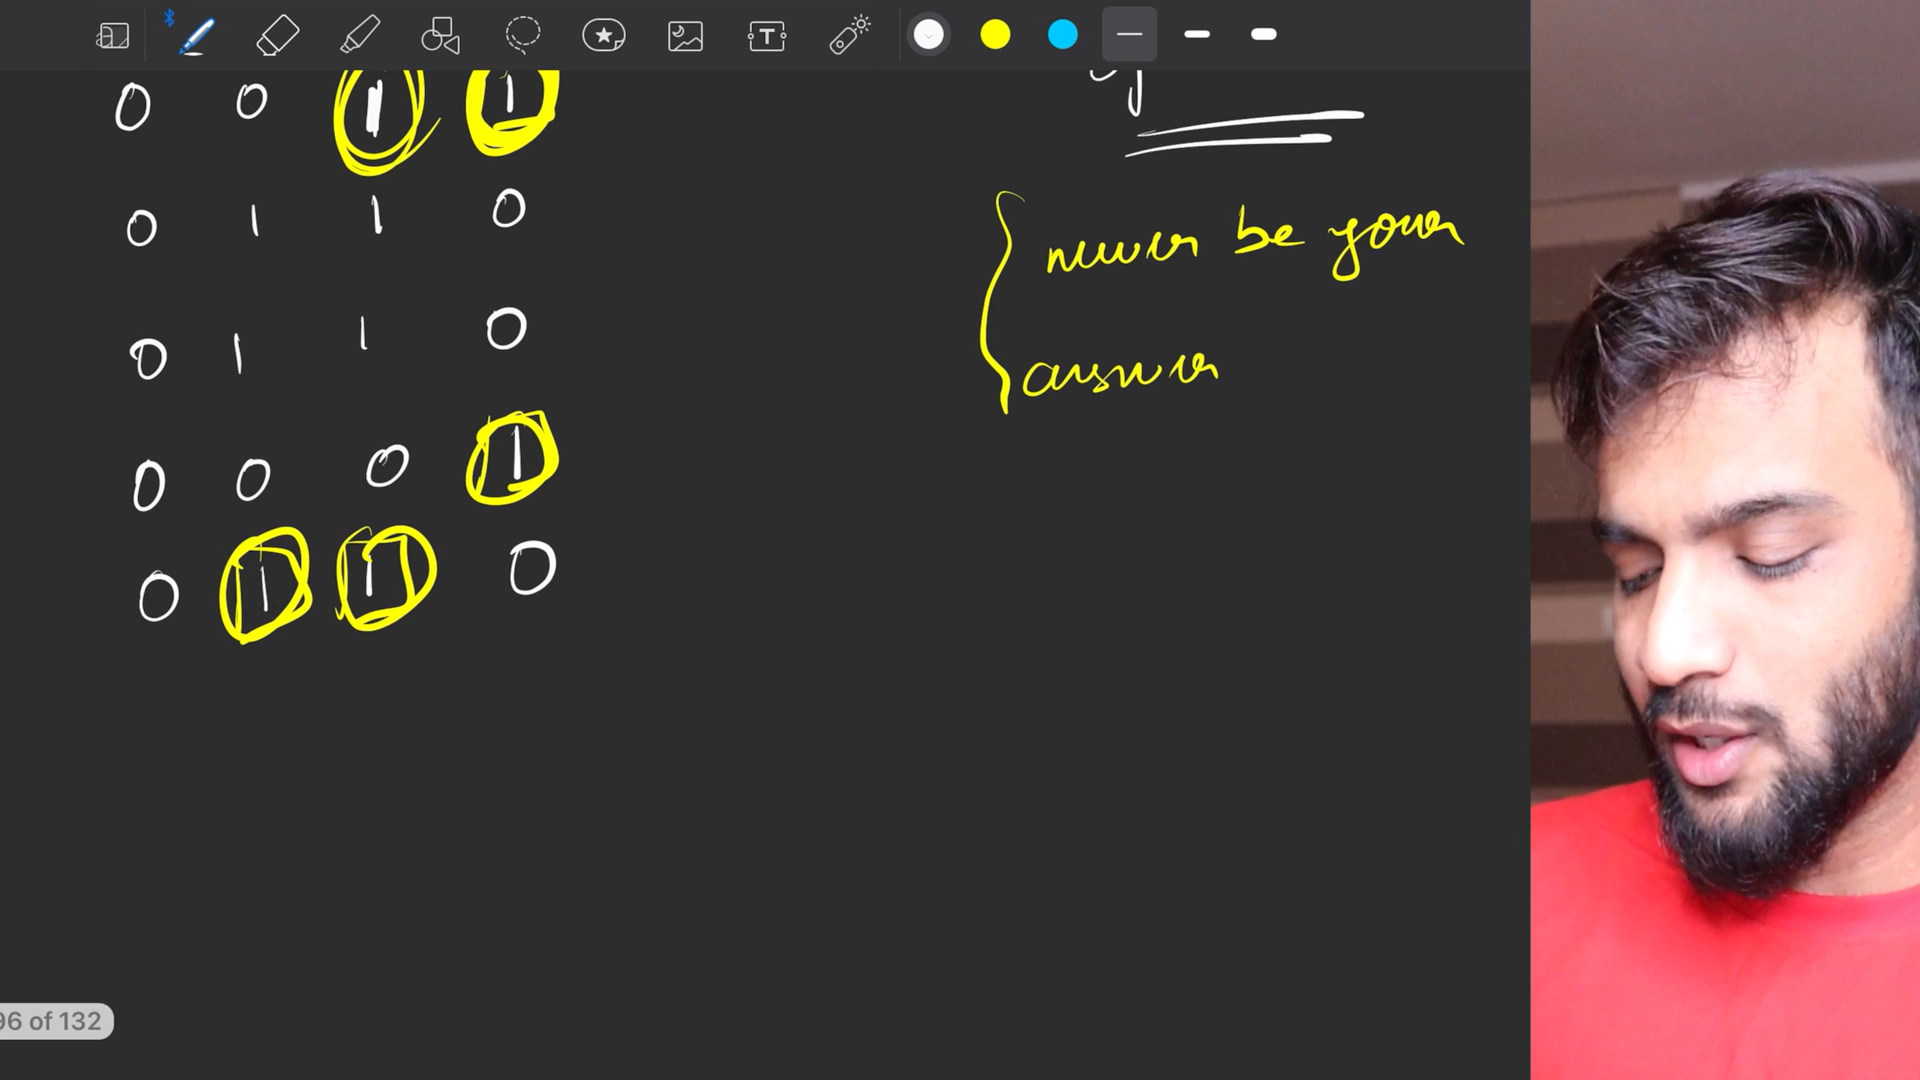 0 0 1 1
0 1 1 0
never be your
0 1 1 0
answer
0 0 0 1
0 1 1 0
96 of 132